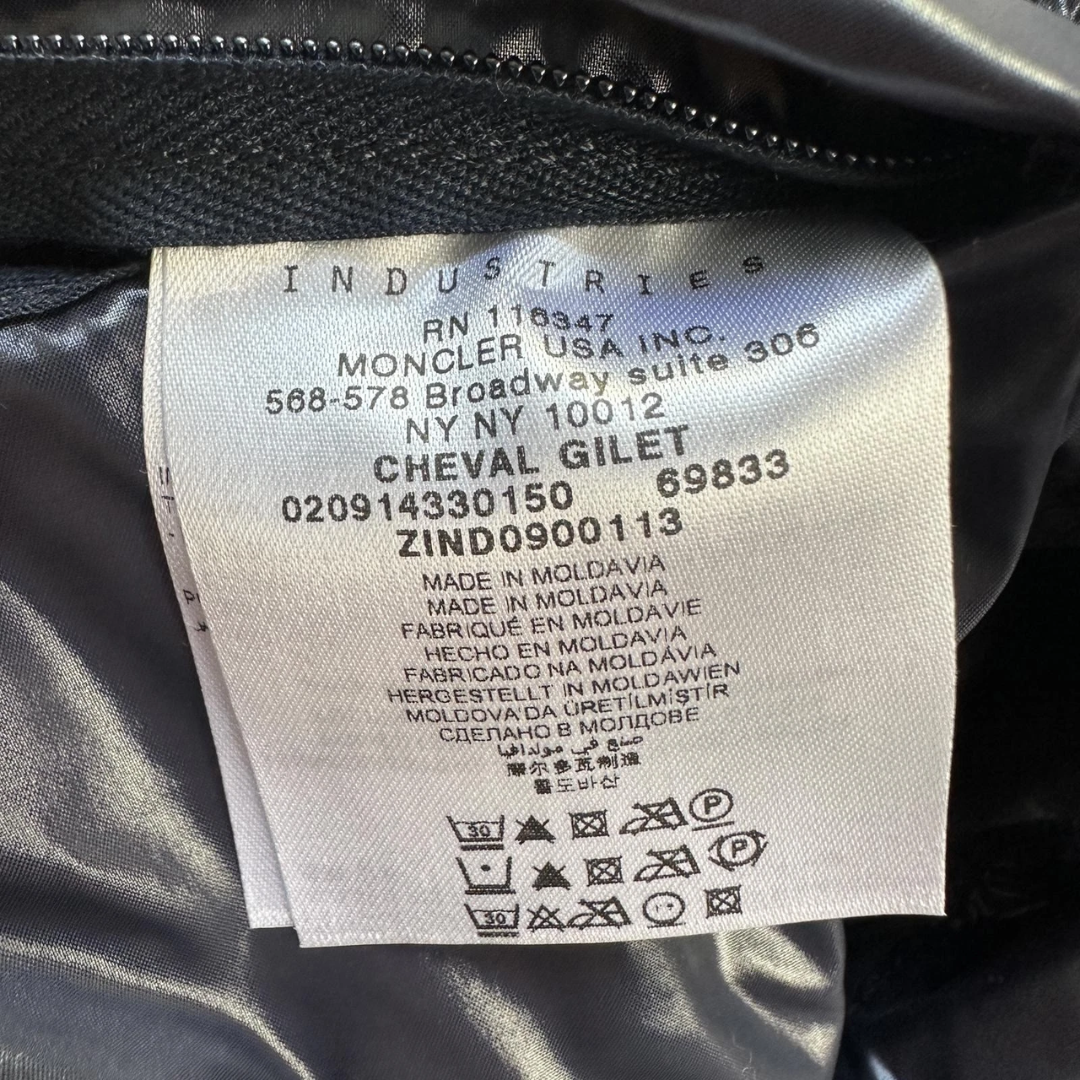 INDUSTRIES
RN 116347
MONCLER USA INC.
568-578 Broadway suite 306
NY NY 10012
CHEVAL GILET
020914330150 69833
ZIND0900113
MADE IN MOLDAVIA
MADE IN MOLDAVIA
FABRIQUÉ EN MOLDAVIE
HECHO EN MOLDAVIA
FABRICADO NA MOLDÁVIA
HERGESTELLT IN MOLDAWIEN
MOLDOVA'DA ÜRETİLMİŞTİR
СДЕЛАНО В МОЛДОВЕ
صنع في مولدافيا
摩尔多瓦制造
몰도바산
30 P
P
30